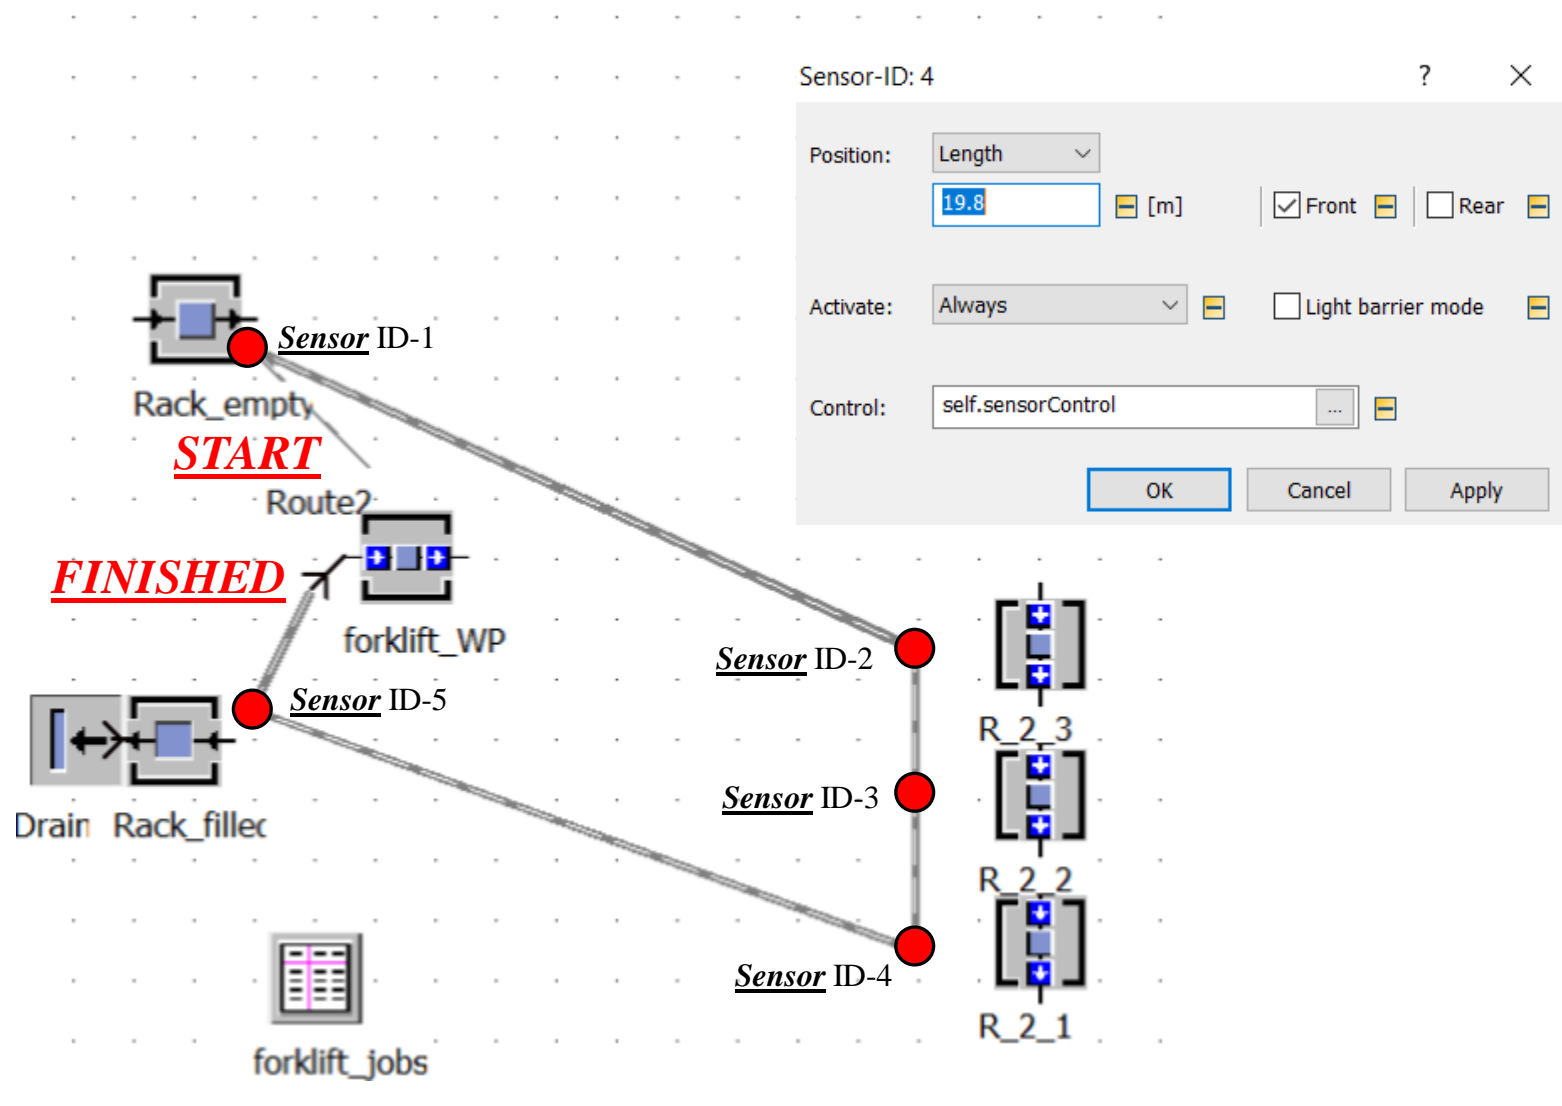 Sensor-ID: 4
?
Position:
Length
19.8
[m]
Front
Rear
Activate:
Always
Light barrier mode
Control:
self.sensorControl
...
OK
Cancel
Apply
Sensor ID-1
Rack_empty
START
Route2
FINISHED
forklift_WP
Sensor ID-2
Sensor ID-5
R_2_3
Sensor ID-3
Drain
Rack_filled
R_2_2
Sensor ID-4
R_2_1
forklift_jobs